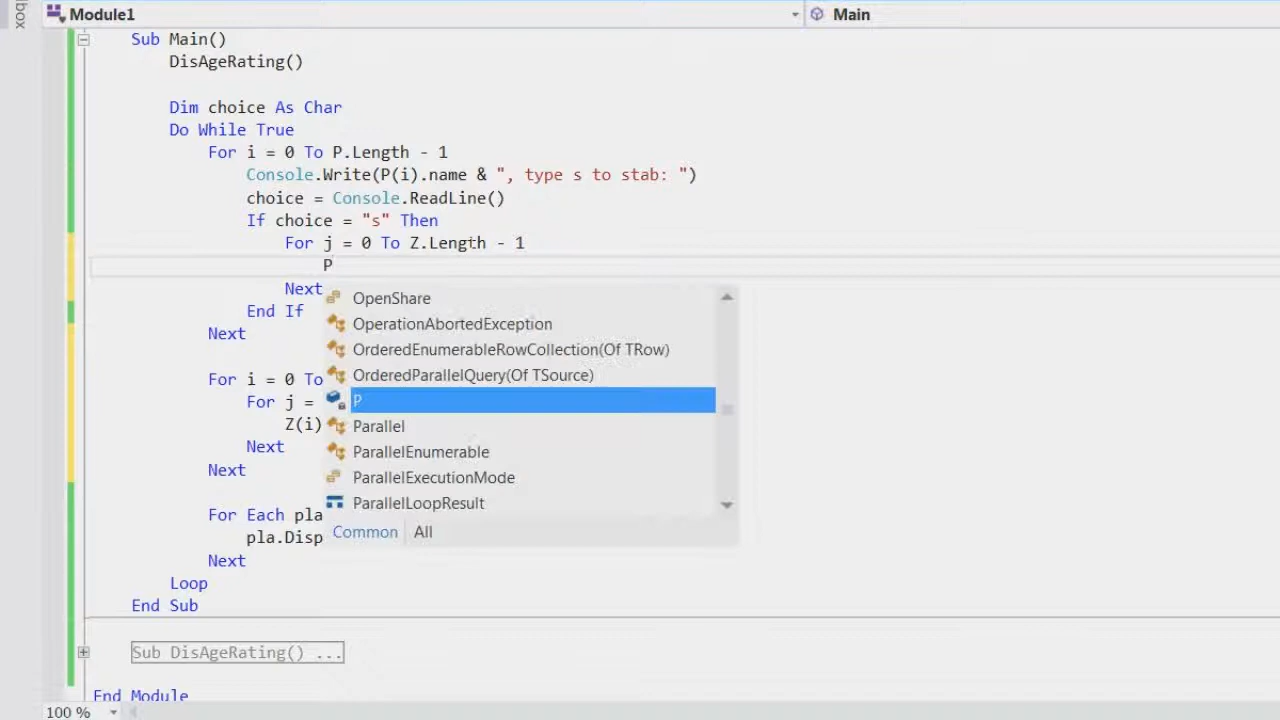 box
Module1 Main
Sub Main()
DisAgeRating()
Dim choice As Char
Do While True
For i = 0 To P.Length - 1
Console.Write(P(i).name & ", type s to stab: ")
choice = Console.ReadLine()
If choice = "s" Then
For j = 0 To Z.Length - 1
P
Next
End If
Next
For i = 0 To
For j =
Z(i)
Next
Next
For Each pla
pla.Disp
Next
Loop
End Sub
OpenShare
OperationAbortedException
OrderedEnumerableRowCollection(Of TRow)
OrderedParallelQuery(Of TSource)
P
Parallel
ParallelEnumerable
ParallelExecutionMode
ParallelLoopResult
Common All
Sub DisAgeRating() ...
End Module
100 %